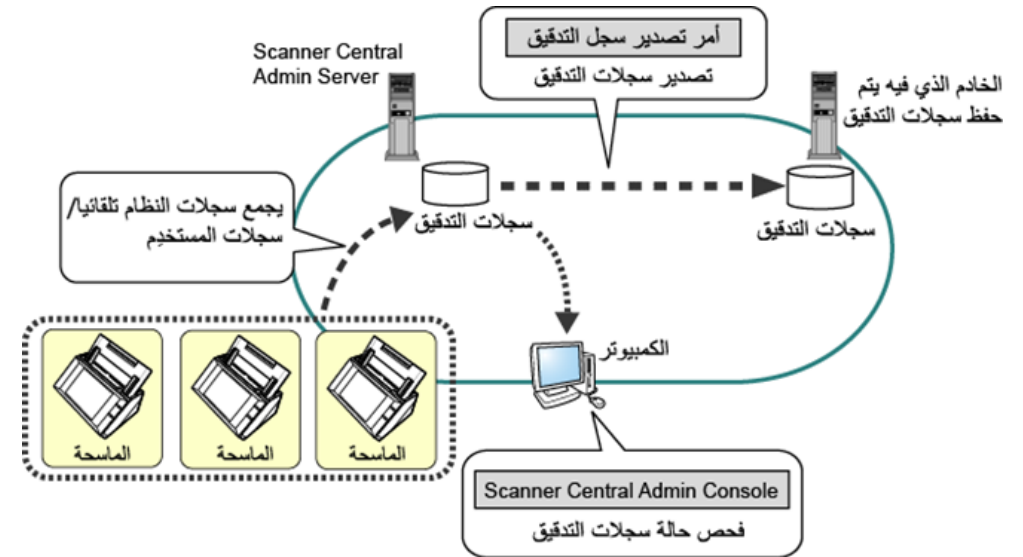 Scanner Central
Admin Server
أمر تصدير سجل التدقيق
تصدير سجلات التدقيق
الخادم الذي فيه يتم
حفظ سجلات التدقيق
يجمع سجلات النظام تلقائيا/
سجلات المستخدِم
سجلات التدقيق
سجلات التدقيق
الكمبيوتر
الماسحة
الماسحة
الماسحة
Scanner Central Admin Console
فحص حالة سجلات التدقيق